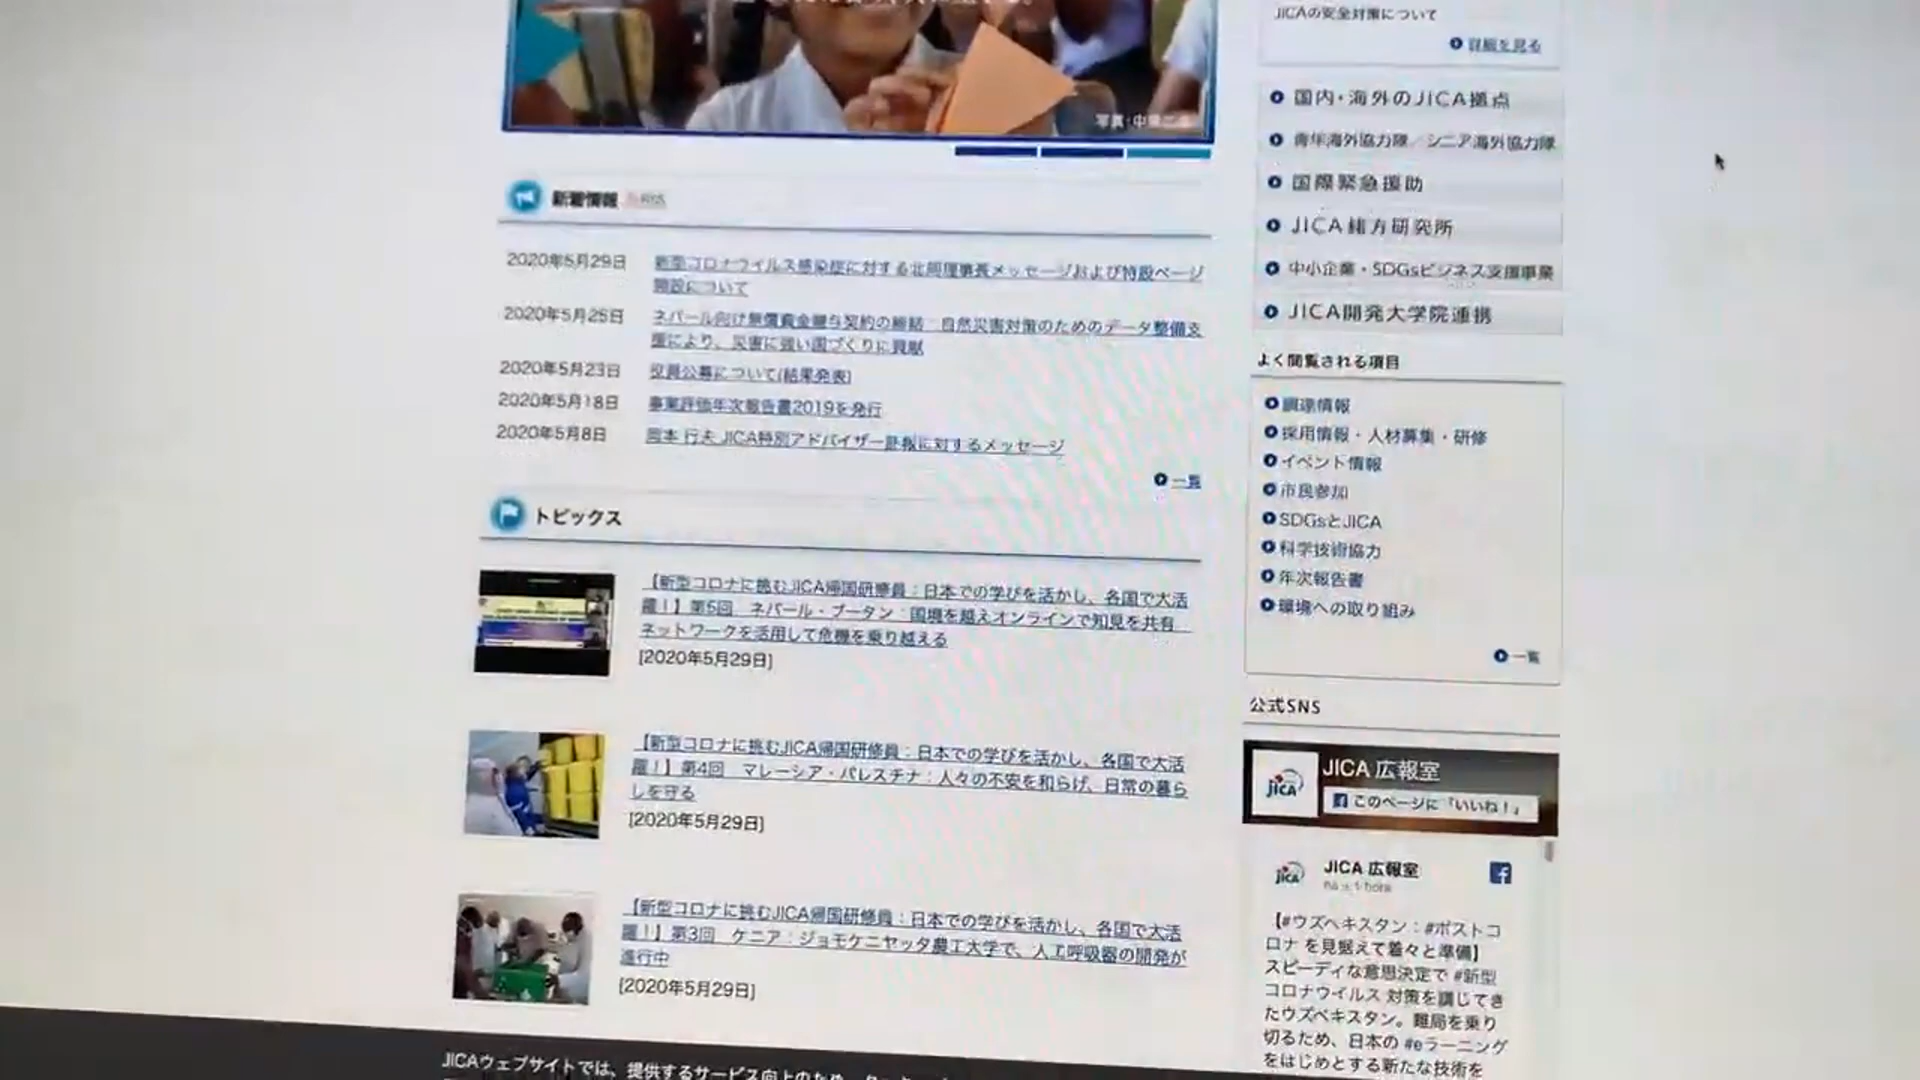 写真:中
新着情報 RSS
2020年5月29日 新型コロナウイルス感染症に対する北岡理事長メッセージおよび特設ページ
開設について
2020年5月25日 ネパール向け無償資金贈与契約の締結:自然災害対策のためのデータ整備支
援により、災害に強い国づくりに貢献
2020年5月23日 役員公募について(結果発表)
2020年5月18日 事業評価年次報告書2019を発行
2020年5月8日 岡本 行夫 JICA特別アドバイザー訃報に対するメッセージ
一覧
トピックス
【新型コロナに挑むJICA帰国研修員:日本での学びを活かし、各国で大活
躍!】第5回 ネパール・ブータン:国境を越えオンラインで知見を共有
ネットワークを活用して危機を乗り越える
[2020年5月29日]
【新型コロナに挑むJICA帰国研修員:日本での学びを活かし、各国で大活
躍!】第4回 マレーシア・パレスチナ:人々の不安を和らげ、日常の暮ら
しを守る
[2020年5月29日]
【新型コロナに挑むJICA帰国研修員:日本での学びを活かし、各国で大活
躍!】第3回 ケニア:ジョモケニヤッタ農工大学で、人工呼吸器の開発が
進行中
[2020年5月29日]
JICAウェブサイトでは、提供するサービス向上のため、
JICAの安全対策について
詳細を見る
国内・海外のJICA拠点
青年海外協力隊/シニア海外協力隊
国際緊急援助
JICA緒方研究所
中小企業・SDGsビジネス支援事業
JICA開発大学院連携
よく閲覧される項目
調達情報
採用情報・人材募集・研修
イベント情報
市民参加
SDGsとJICA
科学技術協力
年次報告書
環境への取り組み
一覧
公式SNS
JICA
JICA 広報室
このページに「いいね!」
JICA
JICA 広報室
【#ウズベキスタン:#ポストコ
ロナ を見据えて着々と準備】
スピーディな意思決定で #新型
コロナウイルス 対策を講じてき
たウズベキスタン。難局を乗り
切るため、日本の #eラーニング
をはじめとする新たな技術を